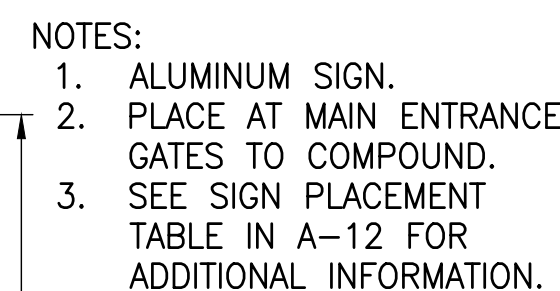 NOTES:
1. ALUMINUM SIGN.
2. PLACE AT MAIN ENTRANCE
GATES TO COMPOUND.
3. SEE SIGN PLACEMENT
TABLE IN A-12 FOR
ADDITIONAL INFORMATION.